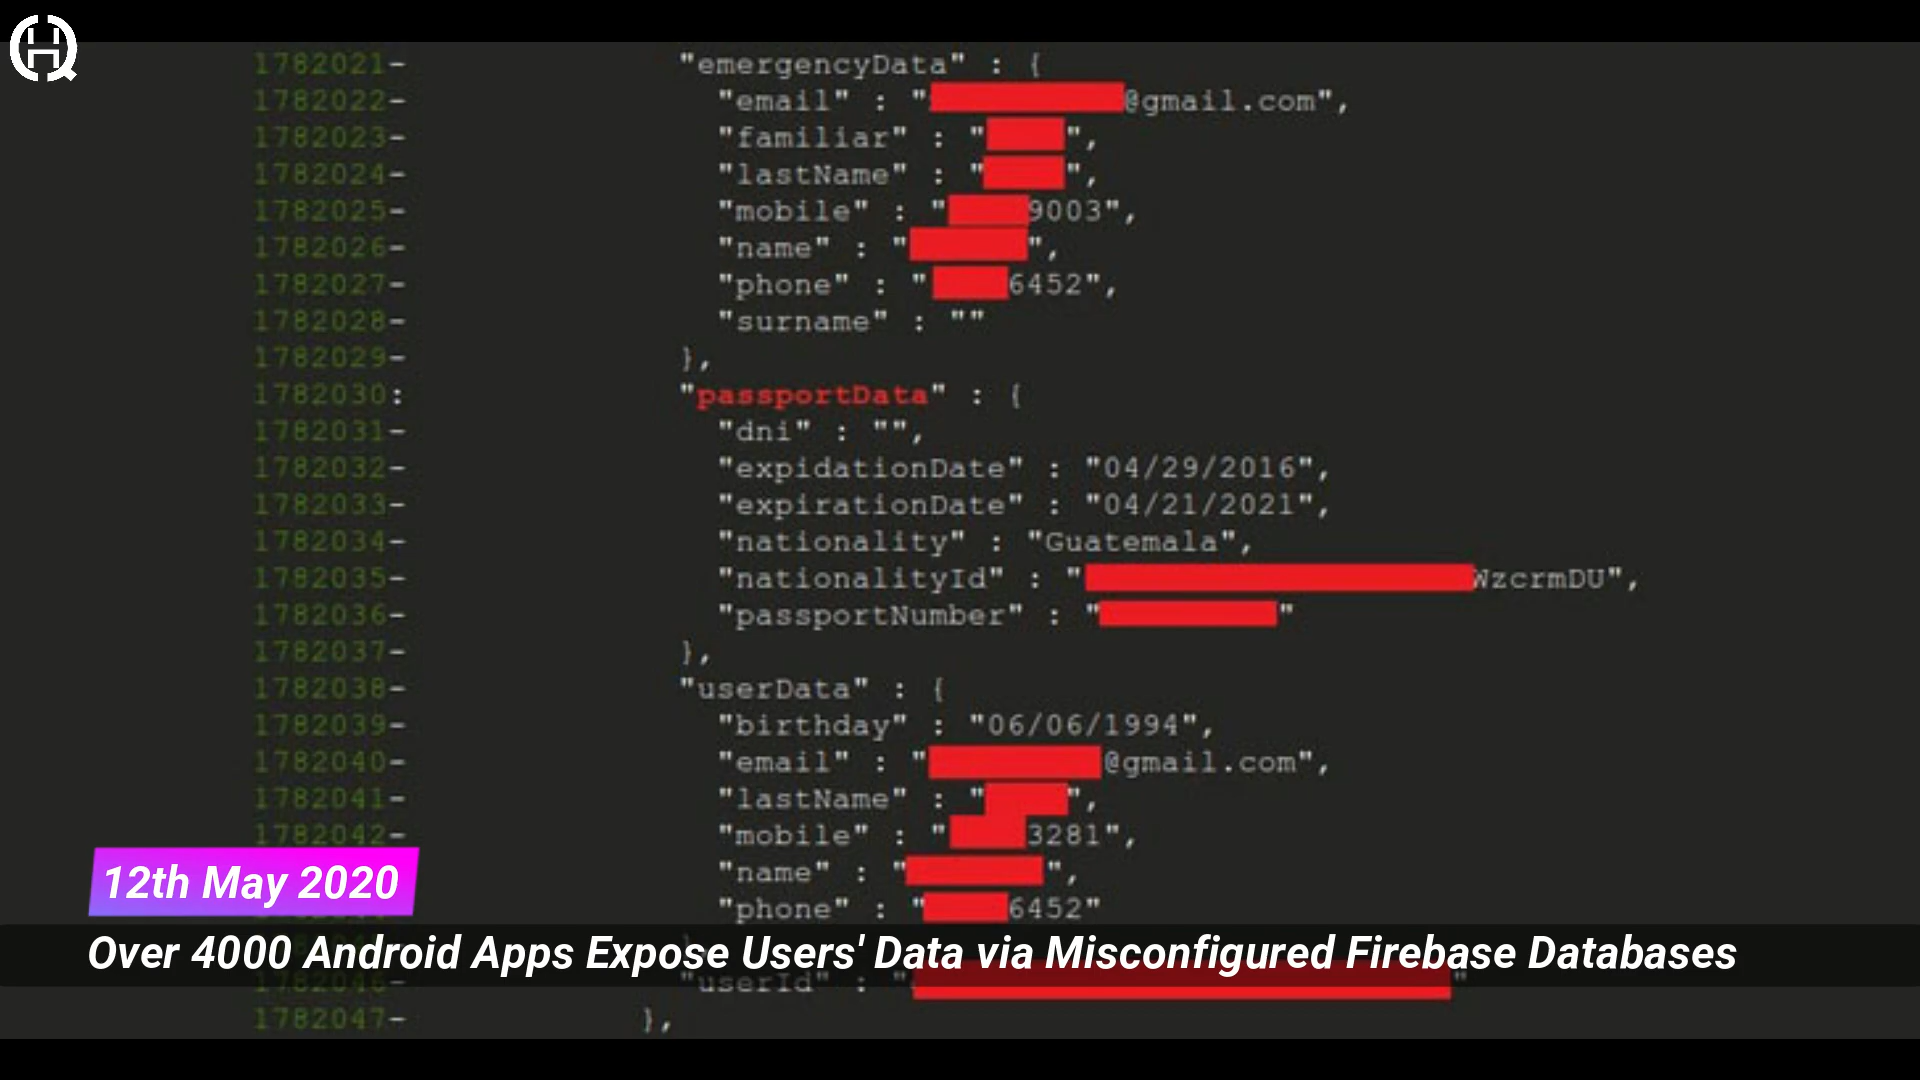 1782021- "emergencyData" : {
1782022- "email" : "@gmail.com",
1782023- "familiar" : "",
1782024- "lastName" : "",
1782025- "mobile" : "9003",
1782026- "name" : "",
1782027- "phone" : "6452",
1782028- "surname" : ""
1782029- },
1782030: "passportData" : {
1782031- "dni" : "",
1782032- "expidationDate" : "04/29/2016",
1782033- "expirationDate" : "04/21/2021",
1782034- "nationality" : "Guatemala",
1782035- "nationalityId" : "WzcrmDU",
1782036- "passportNumber" : ""
1782037- },
1782038- "userData" : {
1782039- "birthday" : "06/06/1994",
1782040- "email" : "@gmail.com",
1782041- "lastName" : "",
1782042- "mobile" : "3281",
"name" : "",
12th May 2020
"phone" : "6452"
Over 4000 Android Apps Expose Users' Data via Misconfigured Firebase Databases
1782046- "userId" : ""
1782047- },